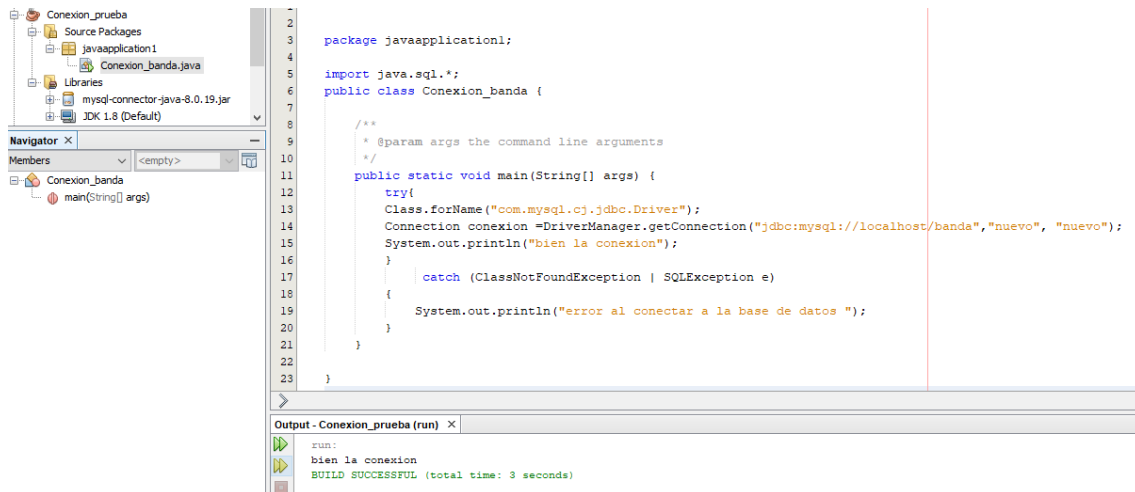 Conexion_prueba
Source Packages
javaapplication1
Conexion_banda.java
Libraries
mysql-connector-java-8.0.19.jar
JDK 1.8 (Default)
Navigator ×
Members <empty>
Conexion_banda
main(String[] args)
1
2
3 package javaapplication1;
4
5 import java.sql.*;
6 public class Conexion_banda {
7
8 /**
9 * @param args the command line arguments
10 */
11 public static void main(String[] args) {
12 try{
13 Class.forName("com.mysql.cj.jdbc.Driver");
14 Connection conexion =DriverManager.getConnection("jdbc:mysql://localhost/banda","nuevo", "nuevo");
15 System.out.println("bien la conexion");
16 }
17 catch (ClassNotFoundException | SQLException e)
18 {
19 System.out.println("error al conectar a la base de datos ");
20 }
21 }
22
23 }
Output - Conexion_prueba (run) ×
run:
bien la conexion
BUILD SUCCESSFUL (total time: 3 seconds)